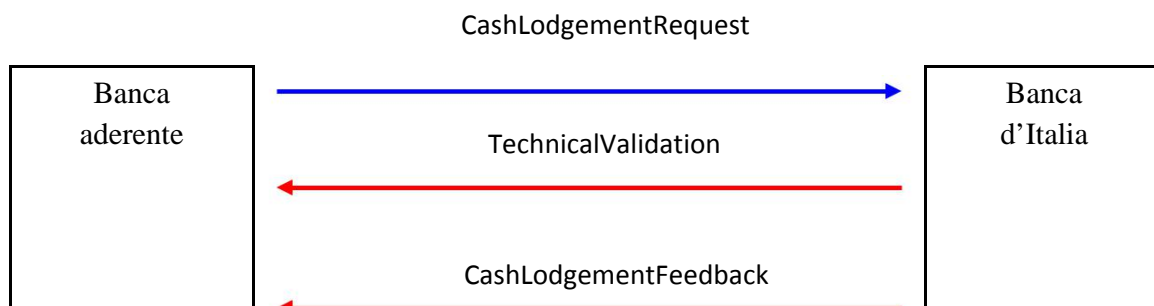 CashLodgementRequest
Banca
aderente
Banca
d’Italia
TechnicalValidation
CashLodgementFeedback